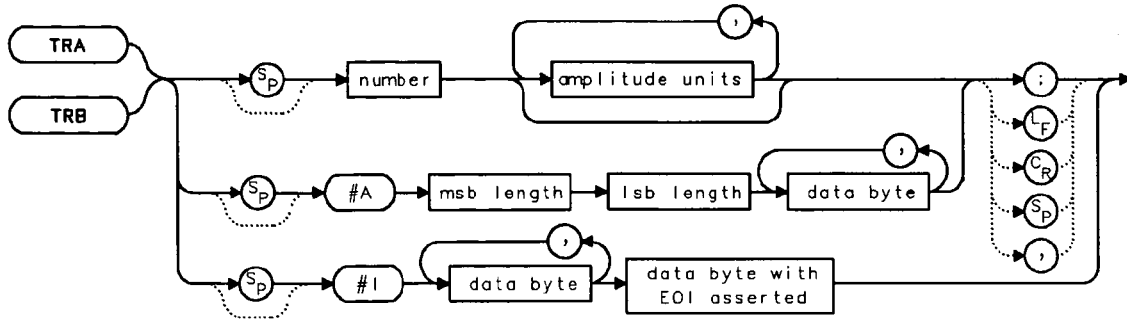 TRA
TRB
SP number , amplitude units ;
LF
CR
SP
,
SP #A msb length lsb length , data byte
SP #I , data byte data byte with
EOI asserted